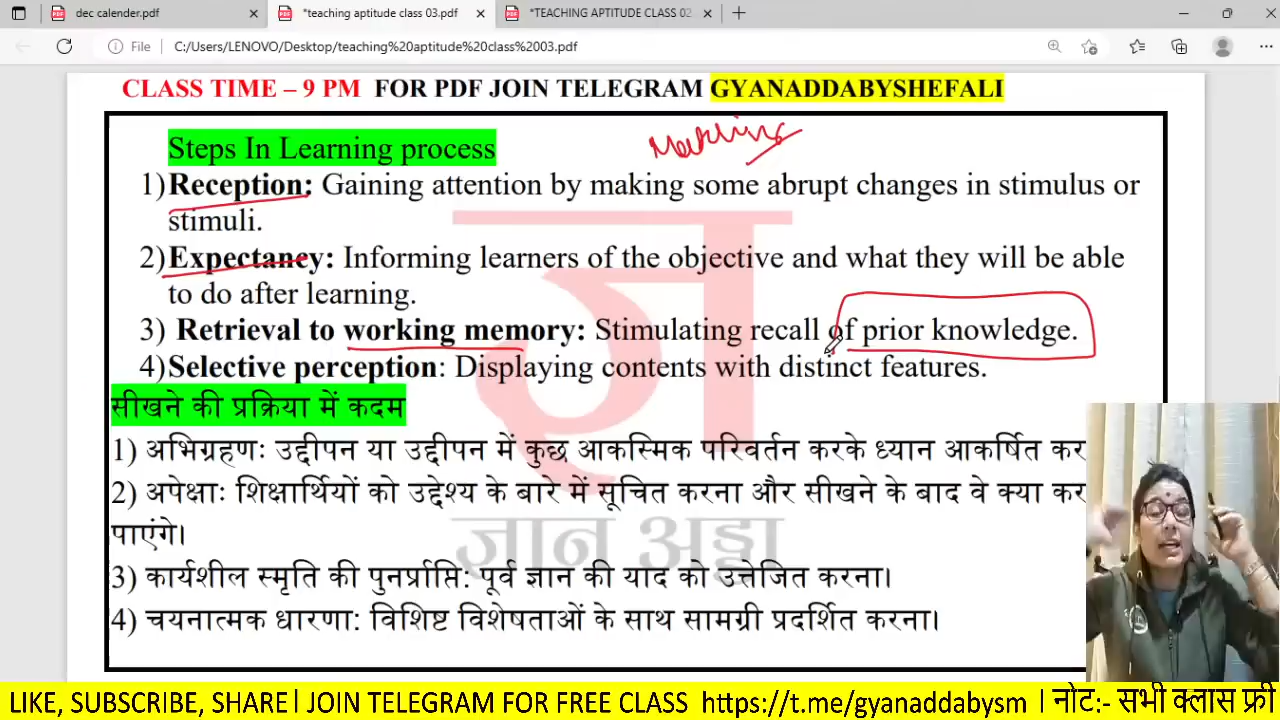 dec calender.pdf
*teaching aptitude class 03.pdf
*TEACHING APTITUDE CLASS 02
File
C:/Users/LENOVO/Desktop/teaching%20aptitude%20class%2003.pdf
CLASS TIME – 9 PM FOR PDF JOIN TELEGRAM GYANADDABYSHEFALI
Steps In Learning process
1) Reception: Gaining attention by making some abrupt changes in stimulus or
stimuli.
2) Expectancy: Informing learners of the objective and what they will be able
to do after learning.
3) Retrieval to working memory: Stimulating recall of prior knowledge.
4) Selective perception: Displaying contents with distinct features.
सीखने की प्रक्रिया में कदम
1) अभिग्रहणः उद्दीपन या उद्दीपन में कुछ आकस्मिक परिवर्तन करके ध्यान आकर्षित कर
2) अपेक्षाः शिक्षार्थियों को उद्देश्य के बारे में सूचित करना और सीखने के बाद वे क्या कर
पाएंगे।
ज्ञान अड्डा
3) कार्यशील स्मृति की पुनर्प्राप्ति: पूर्व ज्ञान की याद को उत्तेजित करना।
4) चयनात्मक धारणा: विशिष्ट विशेषताओं के साथ सामग्री प्रदर्शित करना।
LIKE, SUBSCRIBE, SHARE। JOIN TELEGRAM FOR FREE CLASS https://t.me/gyanaddabysm । नोट:- सभी क्लास फ्री